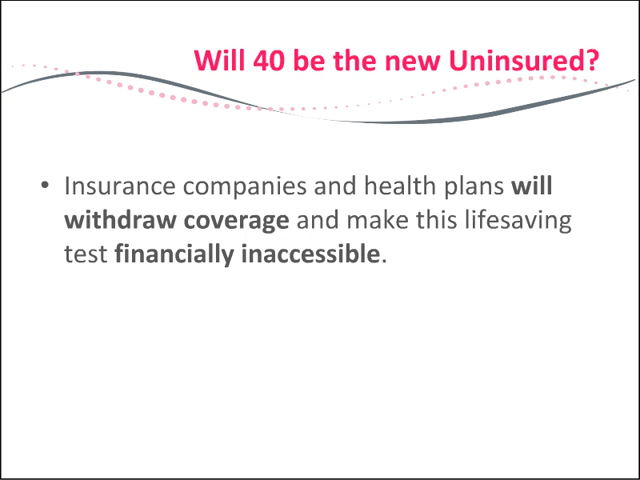 Will 40 be the new Uninsured?
• Insurance companies and health plans will
withdraw coverage and make this lifesaving
test financially inaccessible.